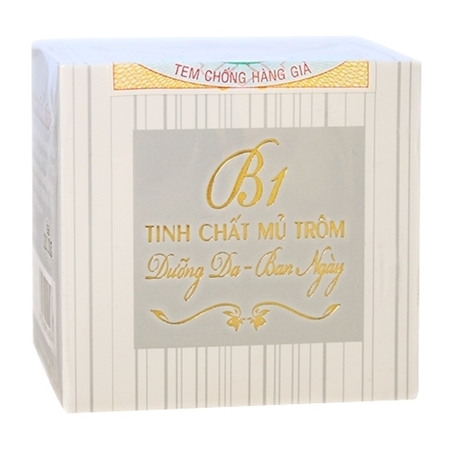 TEM CHỐNG HÀNG GIẢ
B1
TINH CHẤT MỦ TRÔM
Dưỡng Da - Ban Ngày